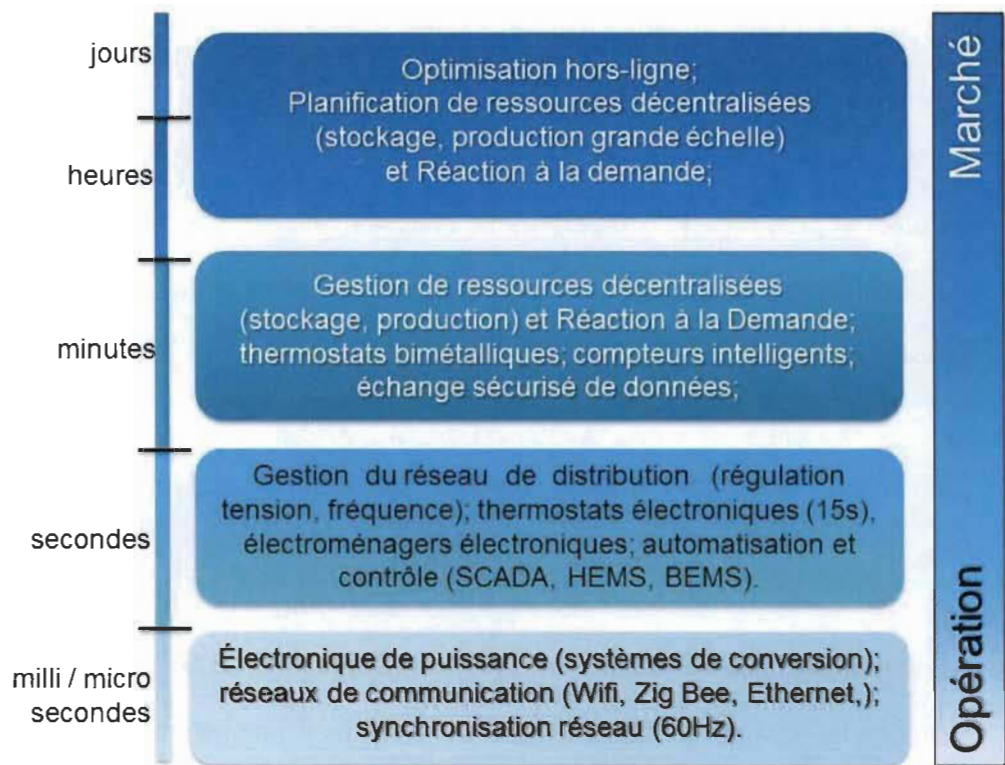 jours
heures
Optimisation hors-ligne;
Planification de ressources décentralisées
(stockage, production grande échelle)
et Réaction à la demande;
minutes
Gestion de ressources décentralisées
(stockage, production) et Réaction à la Demande;
thermostats bimétalliques; compteurs intelligents;
échange sécurisé de données;
secondes
Gestion du réseau de distribution (régulation
tension, fréquence); thermostats électroniques (15s),
électroménagers électroniques; automatisation et
contrôle (SCADA, HEMS, BEMS).
milli / micro
secondes
Électronique de puissance (systèmes de conversion);
réseaux de communication (Wifi, Zig Bee, Ethernet,);
synchronisation réseau (60Hz).
Marché
Opération